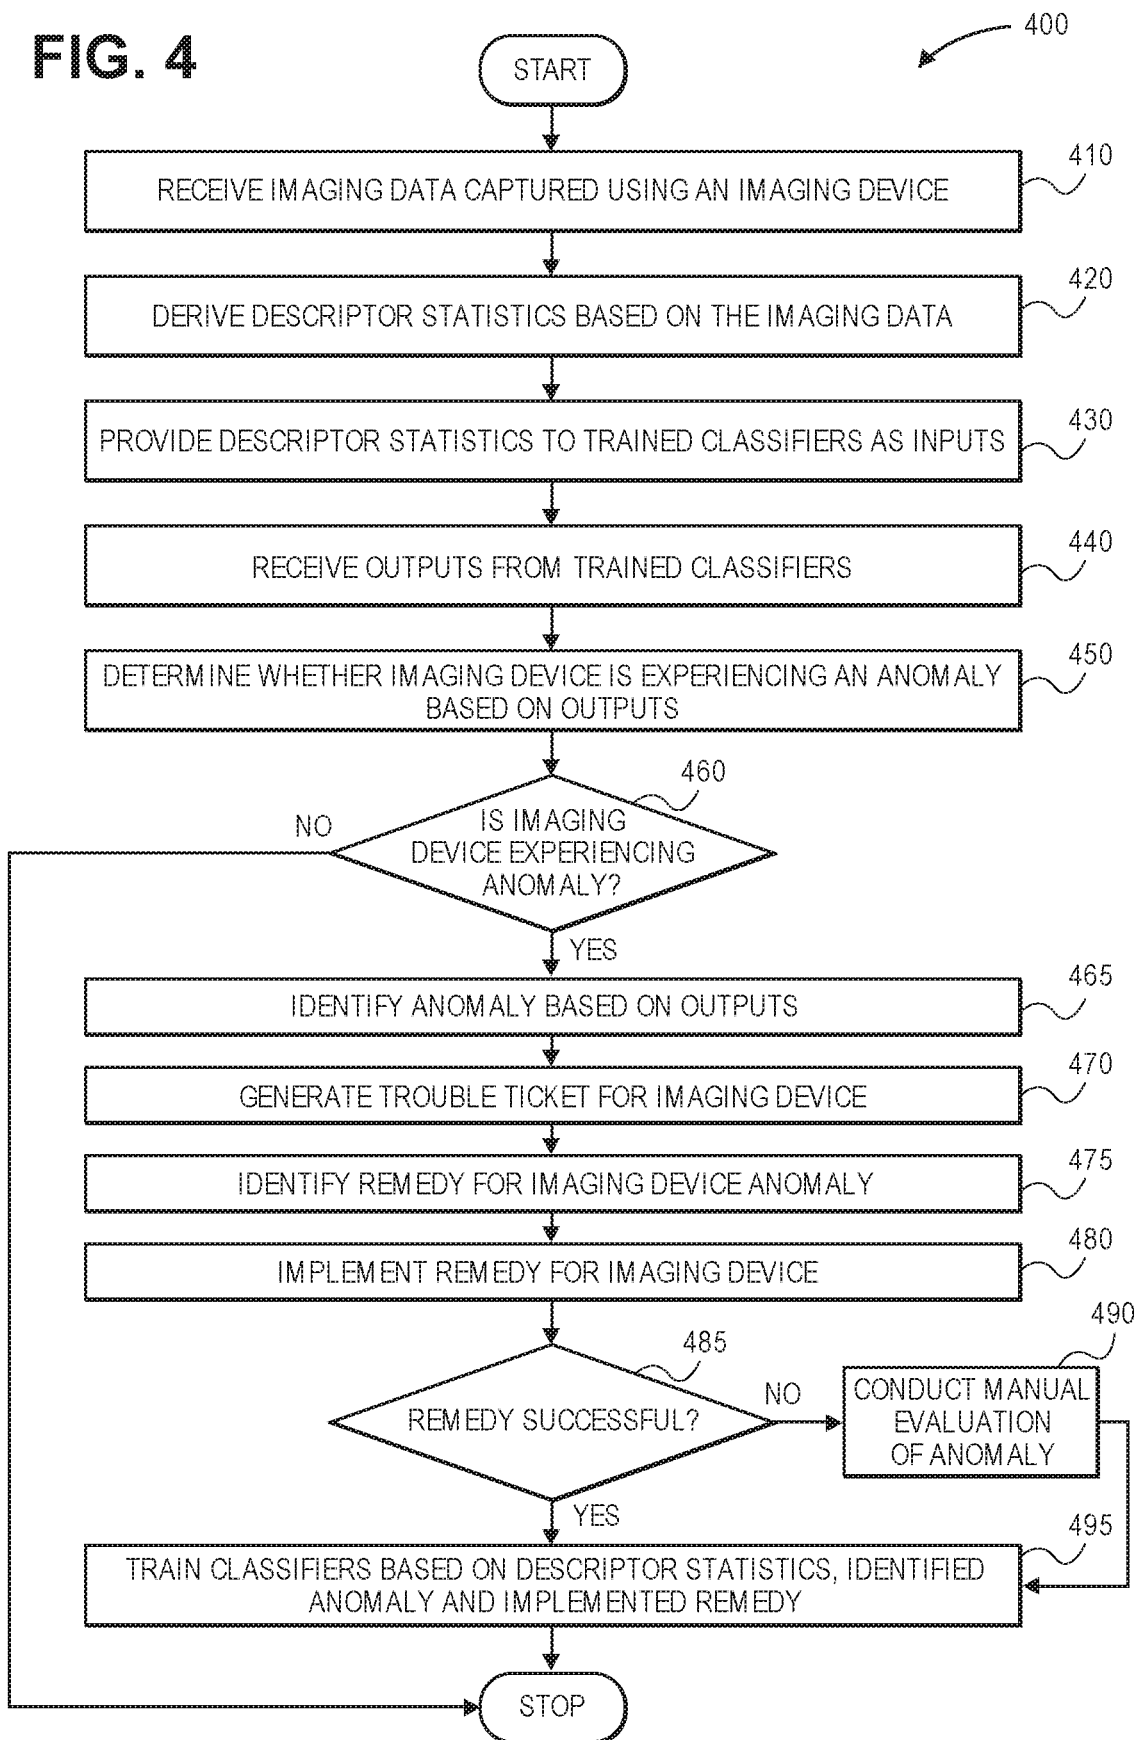 FIG. 4
400
START
410
RECEIVE IMAGING DATA CAPTURED USING AN IMAGING DEVICE
420
DERIVE DESCRIPTOR STATISTICS BASED ON THE IMAGING DATA
430
PROVIDE DESCRIPTOR STATISTICS TO TRAINED CLASSIFIERS AS INPUTS
440
RECEIVE OUTPUTS FROM TRAINED CLASSIFIERS
450
DETERMINE WHETHER IMAGING DEVICE IS EXPERIENCING AN ANOMALY
BASED ON OUTPUTS
460
NO
IS IMAGING
DEVICE EXPERIENCING
ANOMALY?
YES
465
IDENTIFY ANOMALY BASED ON OUTPUTS
470
GENERATE TROUBLE TICKET FOR IMAGING DEVICE
475
IDENTIFY REMEDY FOR IMAGING DEVICE ANOMALY
480
IMPLEMENT REMEDY FOR IMAGING DEVICE
485
REMEDY SUCCESSFUL?
NO
490
CONDUCT MANUAL
EVALUATION
OF ANOMALY
YES
495
TRAIN CLASSIFIERS BASED ON DESCRIPTOR STATISTICS, IDENTIFIED
ANOMALY AND IMPLEMENTED REMEDY
STOP